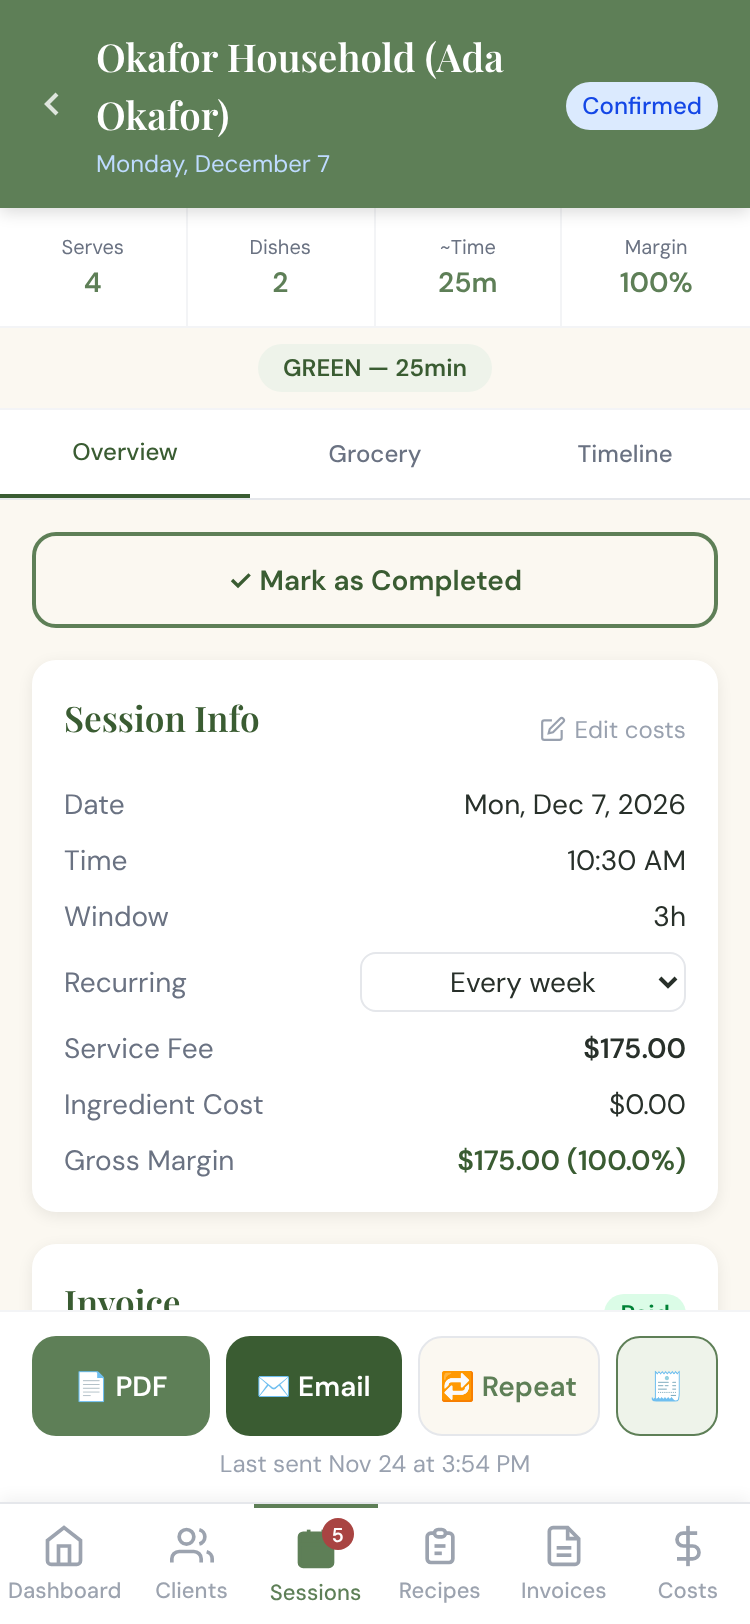 Okafor Household (Ada
Okafor)
Monday, December 7
Confirmed
Serves
4
Dishes
2
~Time
25m
Margin
100%
GREEN — 25min
Overview
Grocery
Timeline
✓ Mark as Completed
Session Info
Edit costs
Date
Mon, Dec 7, 2026
Time
10:30 AM
Window
3h
Recurring
Every week
Service Fee
$175.00
Ingredient Cost
$0.00
Gross Margin
$175.00 (100.0%)
Invoice
Paid
PDF
Email
Repeat
Last sent Nov 24 at 3:54 PM
5
Dashboard
Clients
Sessions
Recipes
Invoices
Costs